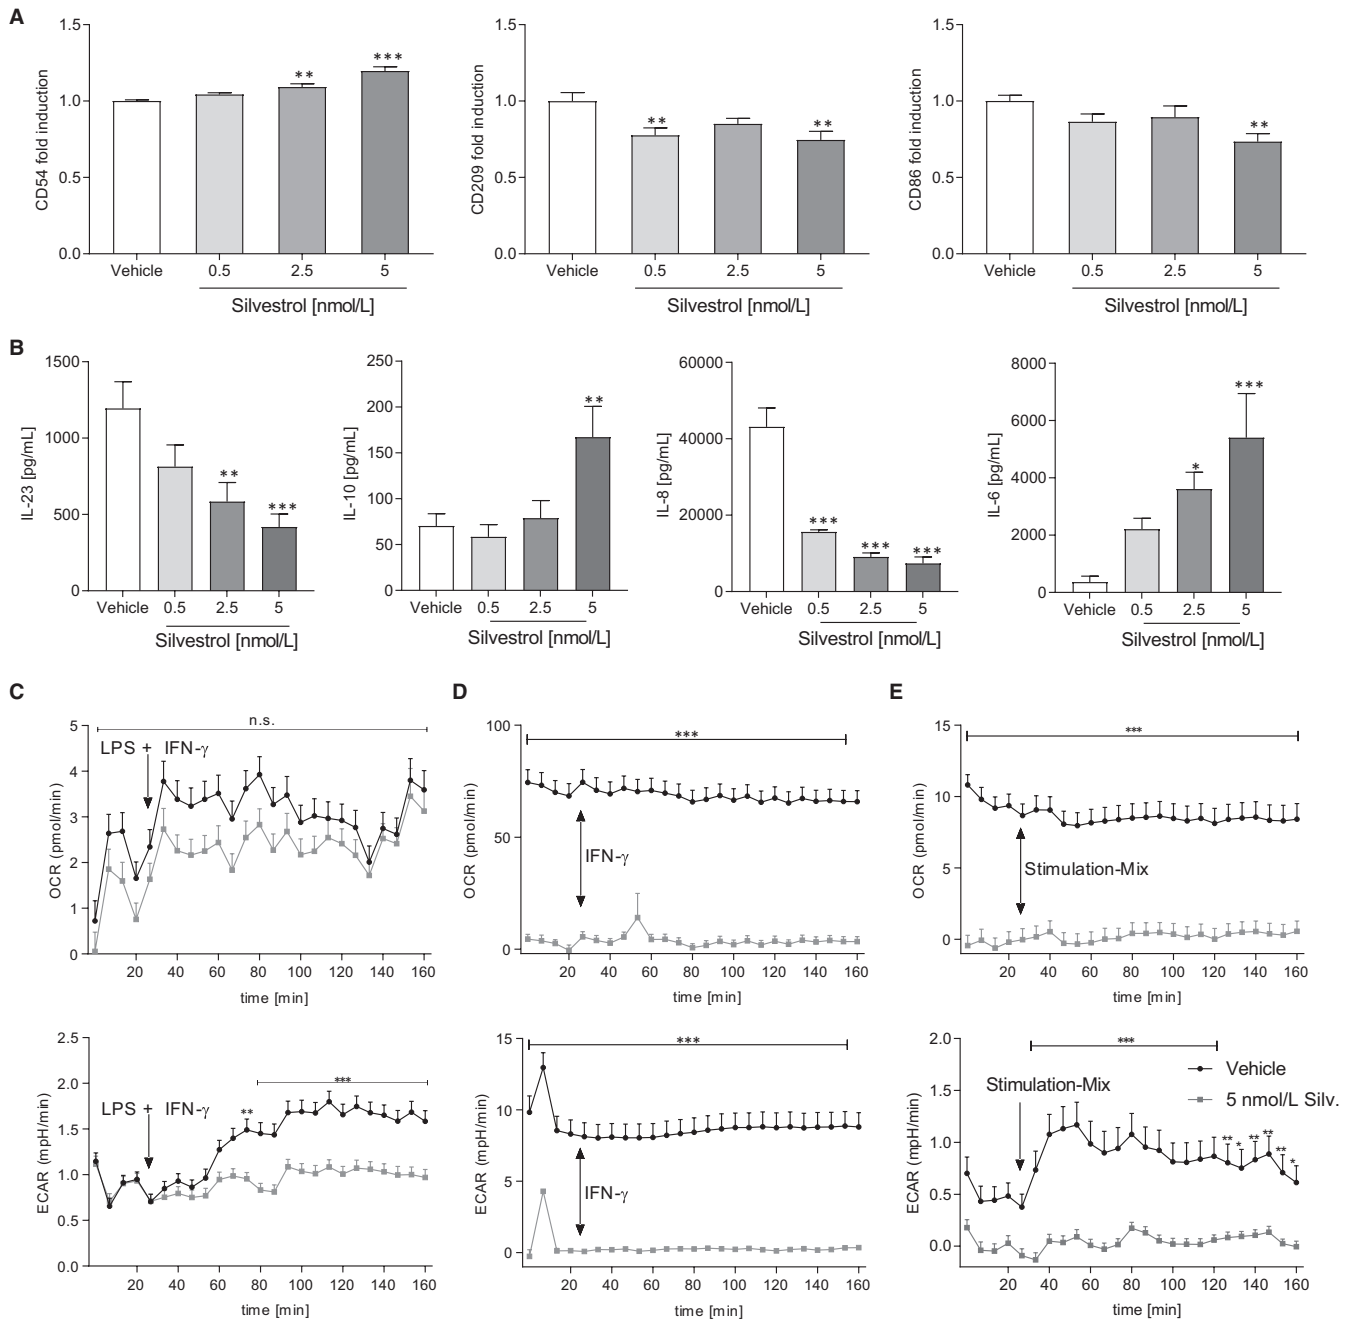 A
CD54 fold induction
1.5
1.0
0.5
0.0
**
***
Vehicle 0.5 2.5 5
Silvestrol [nmol/L]
CD209 fold induction
1.5
1.0
0.5
0.0
**
**
Vehicle 0.5 2.5 5
Silvestrol [nmol/L]
CD86 fold induction
1.5
1.0
0.5
0.0
**
Vehicle 0.5 2.5 5
Silvestrol [nmol/L]
B
IL-23 [pg/mL]
1500
1000
500
0
**
***
Vehicle 0.5 2.5 5
Silvestrol [nmol/L]
IL-10 [pg/mL]
250
200
150
100
50
0
**
Vehicle 0.5 2.5 5
Silvestrol [nmol/L]
IL-8 [pg/mL]
60000
40000
20000
0
***
***
***
Vehicle 0.5 2.5 5
Silvestrol [nmol/L]
IL-6 [pg/mL]
8000
6000
4000
2000
0
*
***
Vehicle 0.5 2.5 5
Silvestrol [nmol/L]
C
OCR (pmol/min)
5
4
3
2
1
0
n.s.
LPS + IFN-γ
20 40 60 80 100 120 140 160
time [min]
ECAR (mpH/min)
2.5
2.0
1.5
1.0
0.5
0.0
LPS + IFN-γ
**
***
20 40 60 80 100 120 140 160
time [min]
D
OCR (pmol/min)
100
50
0
***
IFN-γ
20 40 60 80 100 120 140 160
time [min]
ECAR (mpH/min)
15
10
5
0
***
IFN-γ
20 40 60 80 100 120 140 160
time [min]
E
OCR (pmol/min)
15
10
5
0
***
Stimulation-Mix
20 40 60 80 100 120 140 160
time [min]
ECAR (mpH/min)
2.0
1.5
1.0
0.5
0.0
***
Stimulation-Mix
Vehicle
5 nmol/L Silv.
** * ** ** ** *
20 40 60 80 100 120 140 160
time [min]